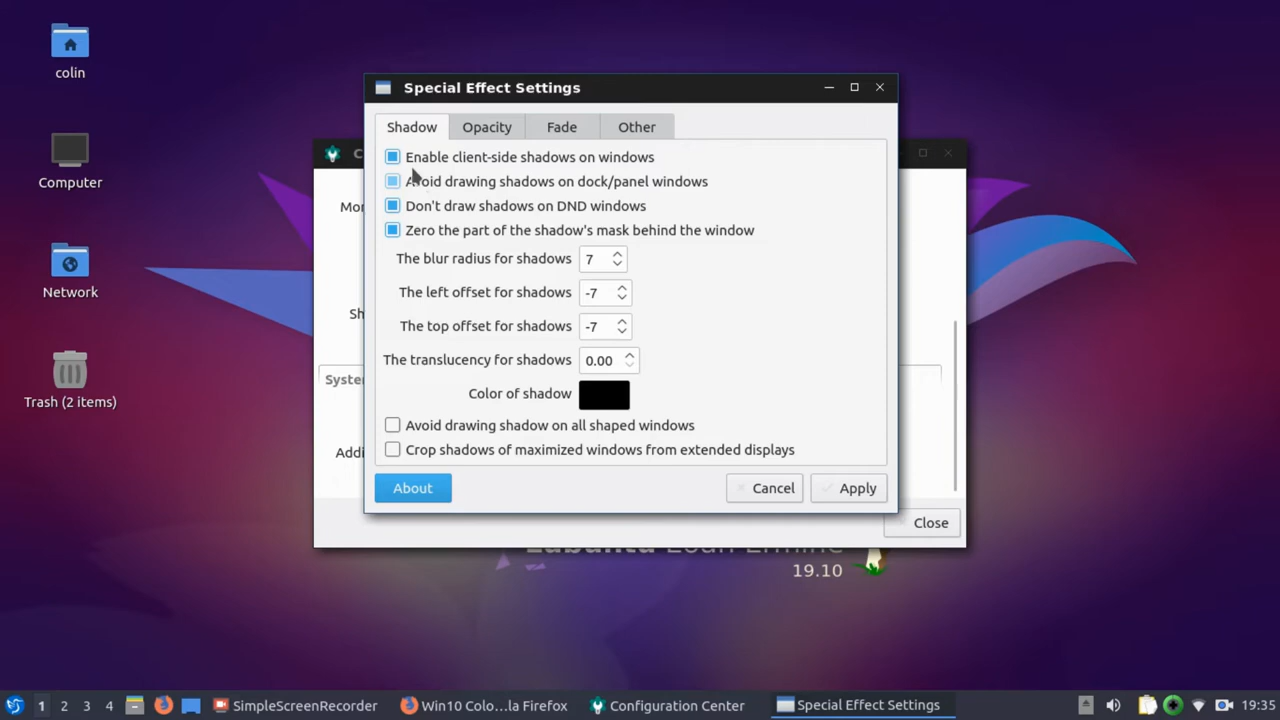 colin
Computer
Network
Trash (2 items)
Special Effect Settings
Shadow
Opacity
Fade
Other
Enable client-side shadows on windows
Avoid drawing shadows on dock/panel windows
Don't draw shadows on DND windows
Zero the part of the shadow's mask behind the window
The blur radius for shadows 7
The left offset for shadows -7
The top offset for shadows -7
The translucency for shadows 0.00
Color of shadow
Avoid drawing shadow on all shaped windows
Crop shadows of maximized windows from extended displays
About
Cancel
Apply
C
Mon
Sh
Syste
Addi
Close
19.10
1 2 3 4 SimpleScreenRecorder Win10 Colo...la Firefox Configuration Center Special Effect Settings 19:35